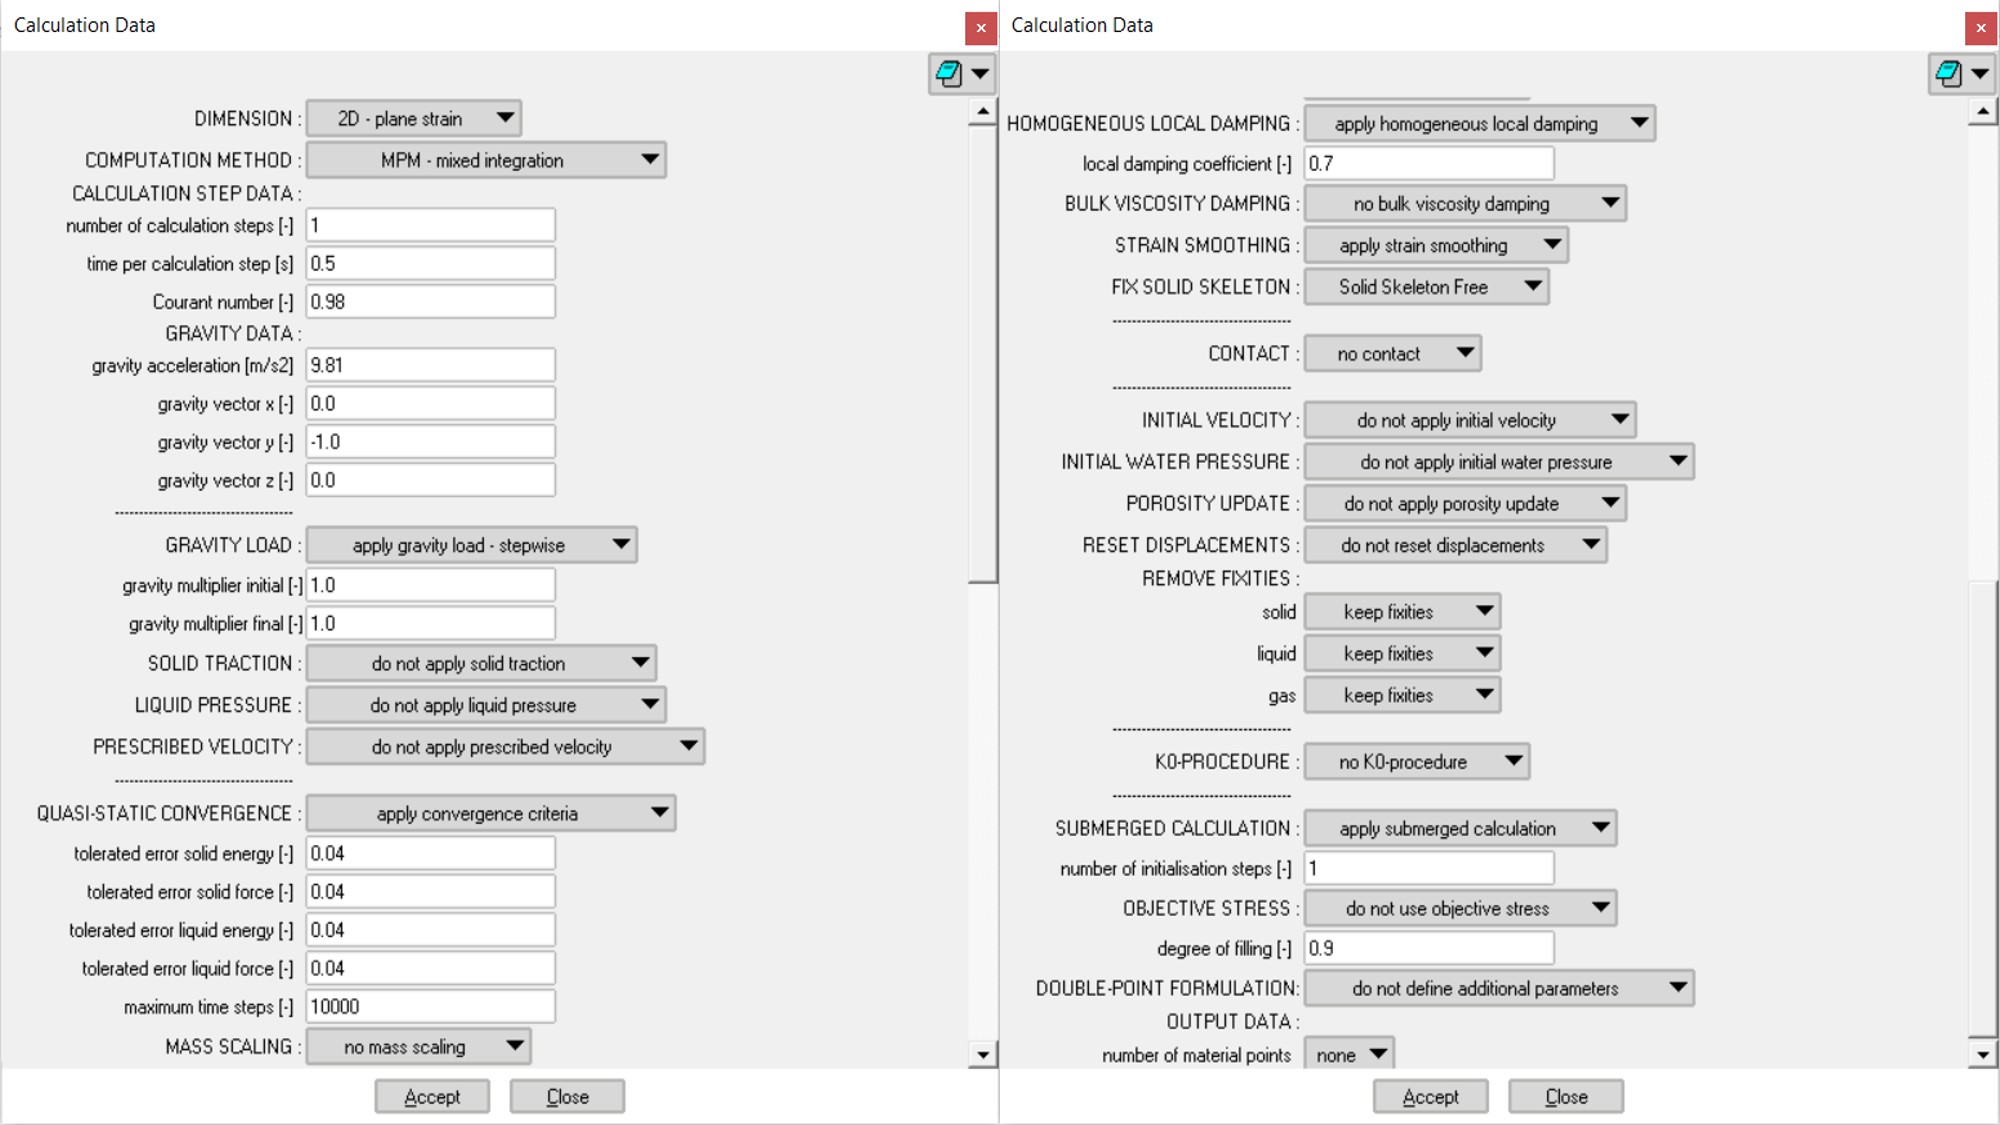 Calculation Data
x
DIMENSION : 2D - plane strain
COMPUTATION METHOD : MPM - mixed integration
CALCULATION STEP DATA :
number of calculation steps [-] 1
time per calculation step [s] 0.5
Courant number [-] 0.98
GRAVITY DATA :
gravity acceleration [m/s2] 9.81
gravity vector x [-] 0.0
gravity vector y [-] -1.0
gravity vector z [-] 0.0
-------------------------------------
GRAVITY LOAD : apply gravity load - stepwise
gravity multiplier initial [-] 1.0
gravity multiplier final [-] 1.0
SOLID TRACTION : do not apply solid traction
LIQUID PRESSURE : do not apply liquid pressure
PRESCRIBED VELOCITY : do not apply prescribed velocity
-------------------------------------
QUASI-STATIC CONVERGENCE : apply convergence criteria
tolerated error solid energy [-] 0.04
tolerated error solid force [-] 0.04
tolerated error liquid energy [-] 0.04
tolerated error liquid force [-] 0.04
maximum time steps [-] 10000
MASS SCALING : no mass scaling
Accept Close
Calculation Data
x
HOMOGENEOUS LOCAL DAMPING : apply homogeneous local damping
local damping coefficient [-] 0.7
BULK VISCOSITY DAMPING : no bulk viscosity damping
STRAIN SMOOTHING : apply strain smoothing
FIX SOLID SKELETON : Solid Skeleton Free
-------------------------------------
CONTACT : no contact
-------------------------------------
INITIAL VELOCITY : do not apply initial velocity
INITIAL WATER PRESSURE : do not apply initial water pressure
POROSITY UPDATE : do not apply porosity update
RESET DISPLACEMENTS : do not reset displacements
REMOVE FIXITIES :
solid keep fixities
liquid keep fixities
gas keep fixities
-------------------------------------
K0-PROCEDURE : no K0-procedure
-------------------------------------
SUBMERGED CALCULATION : apply submerged calculation
number of initialisation steps [-] 1
OBJECTIVE STRESS : do not use objective stress
degree of filling [-] 0.9
DOUBLE-POINT FORMULATION: do not define additional parameters
OUTPUT DATA :
number of material points none
Accept Close